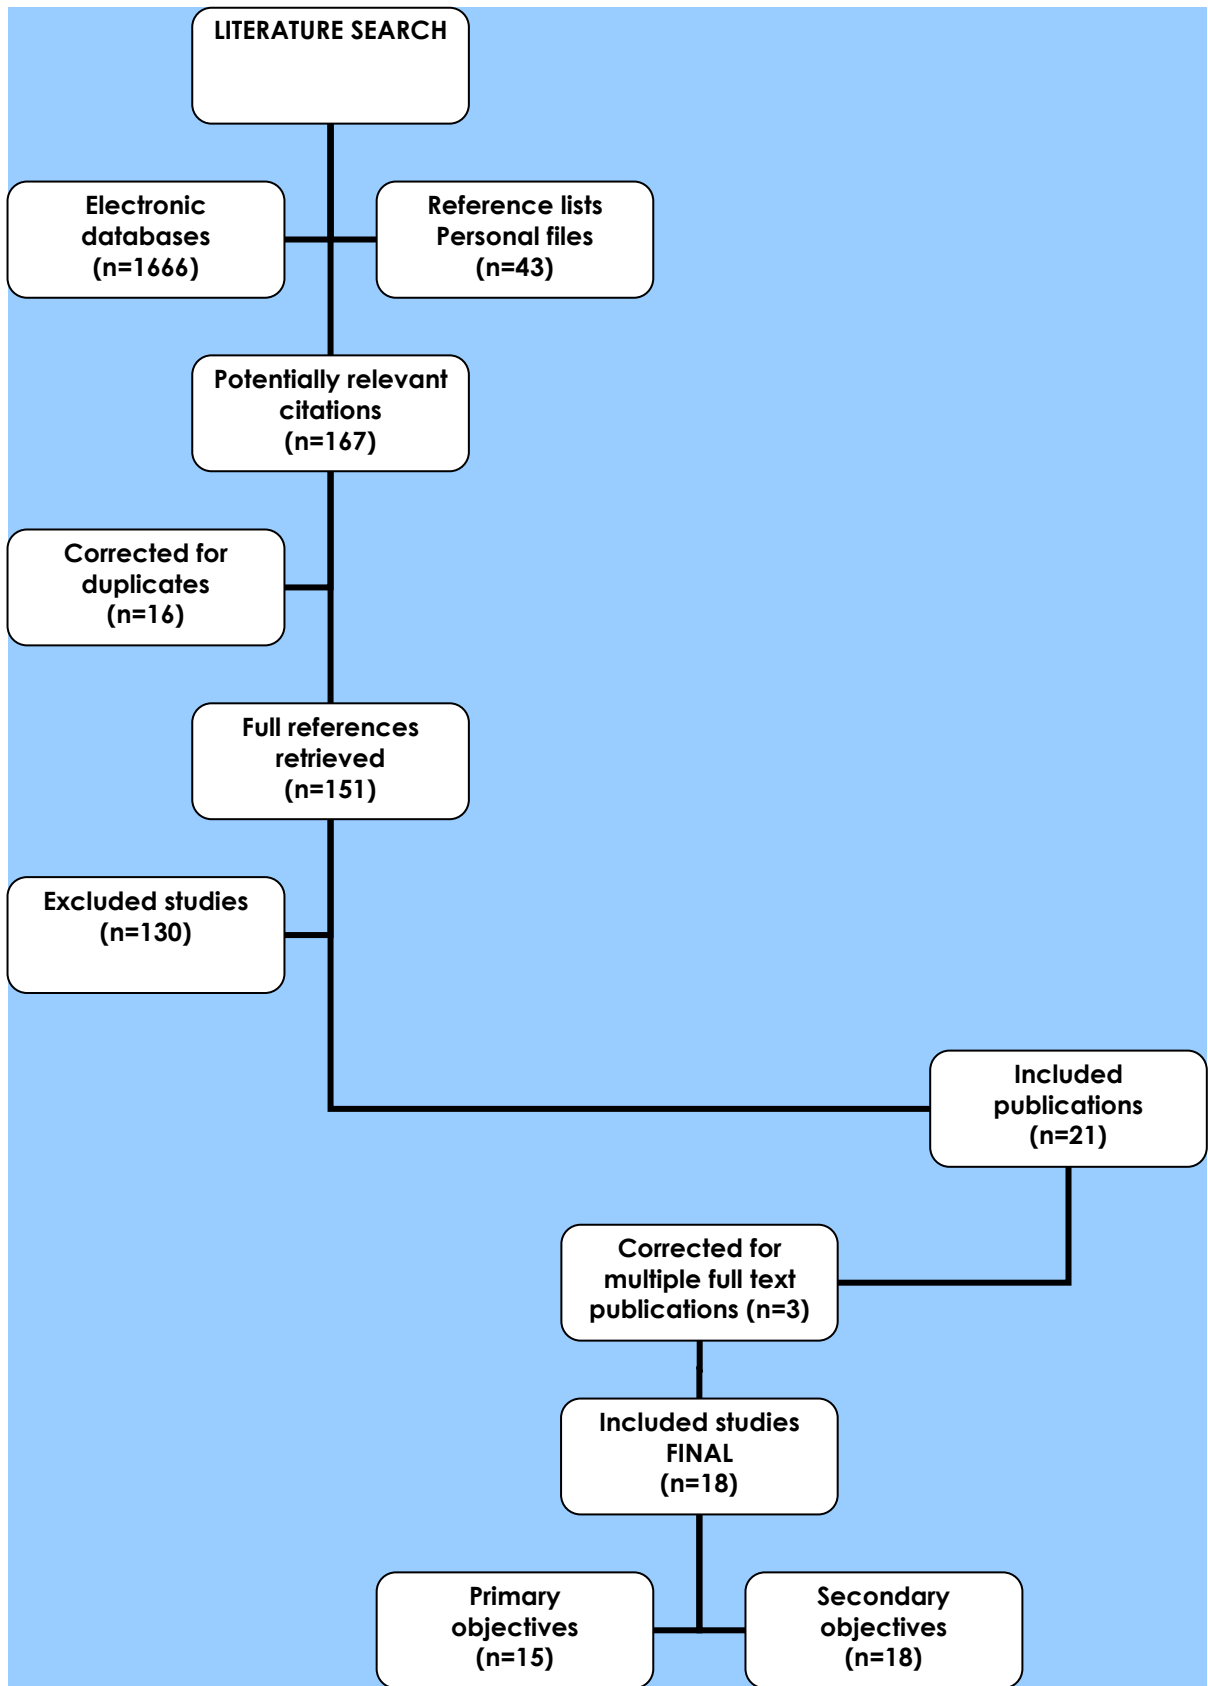 LITERATURE SEARCH
Electronic
databases
(n=1666)
Reference lists
Personal files
(n=43)
Potentially relevant
citations
(n=167)
Corrected for
duplicates
(n=16)
Full references
retrieved
(n=151)
Excluded studies
(n=130)
Included
publications
(n=21)
Corrected for
multiple full text
publications (n=3)
Included studies
FINAL
(n=18)
Primary
objectives
(n=15)
Secondary
objectives
(n=18)